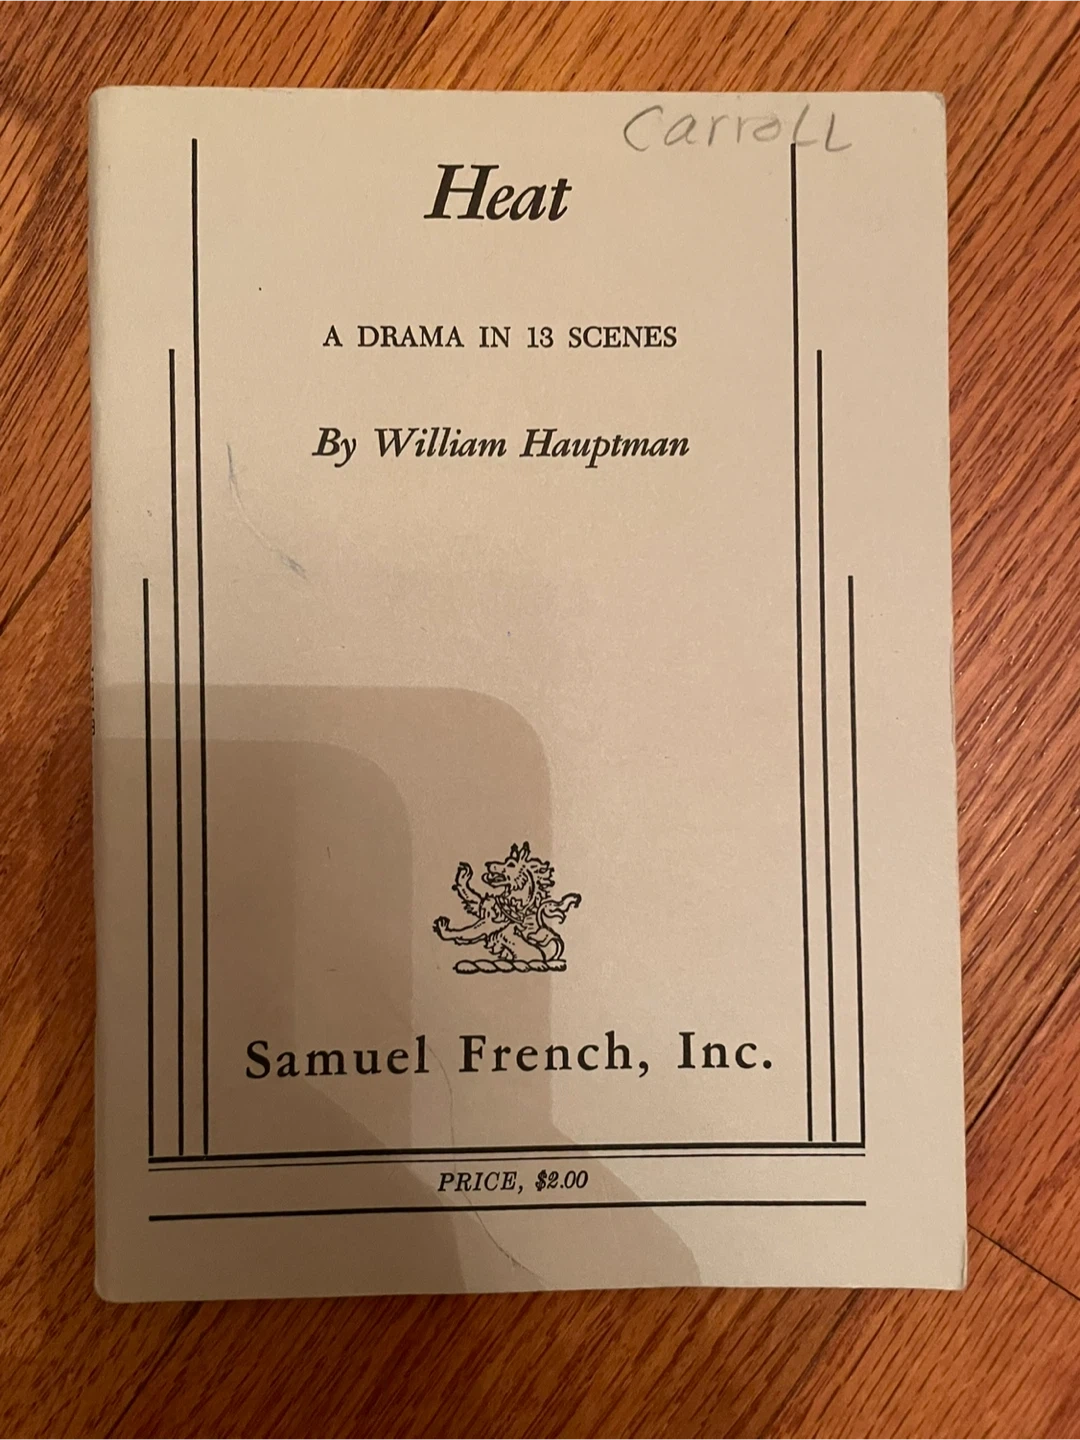 CarroLL
Heat
A DRAMA IN 13 SCENES
By William Hauptman
Samuel French, Inc.
PRICE, $2.00